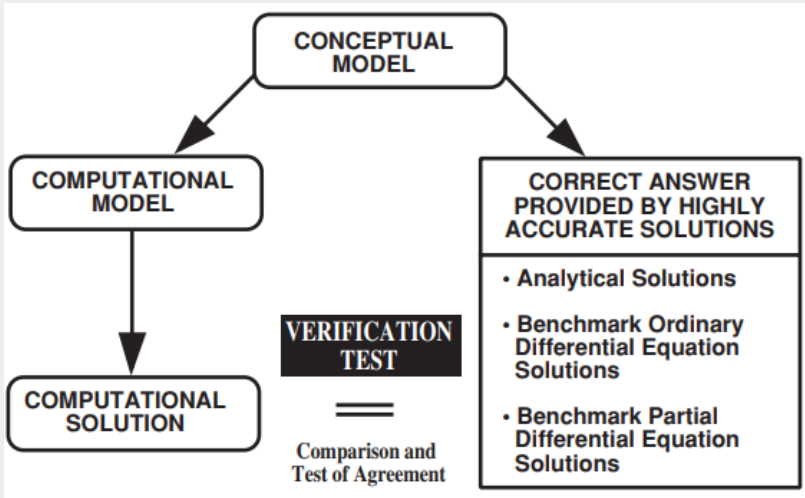 CONCEPTUAL
MODEL
COMPUTATIONAL
MODEL
COMPUTATIONAL
SOLUTION
VERIFICATION
TEST
Comparison and
Test of Agreement
CORRECT ANSWER
PROVIDED BY HIGHLY
ACCURATE SOLUTIONS
• Analytical Solutions
• Benchmark Ordinary
Differential Equation
Solutions
• Benchmark Partial
Differential Equation
Solutions